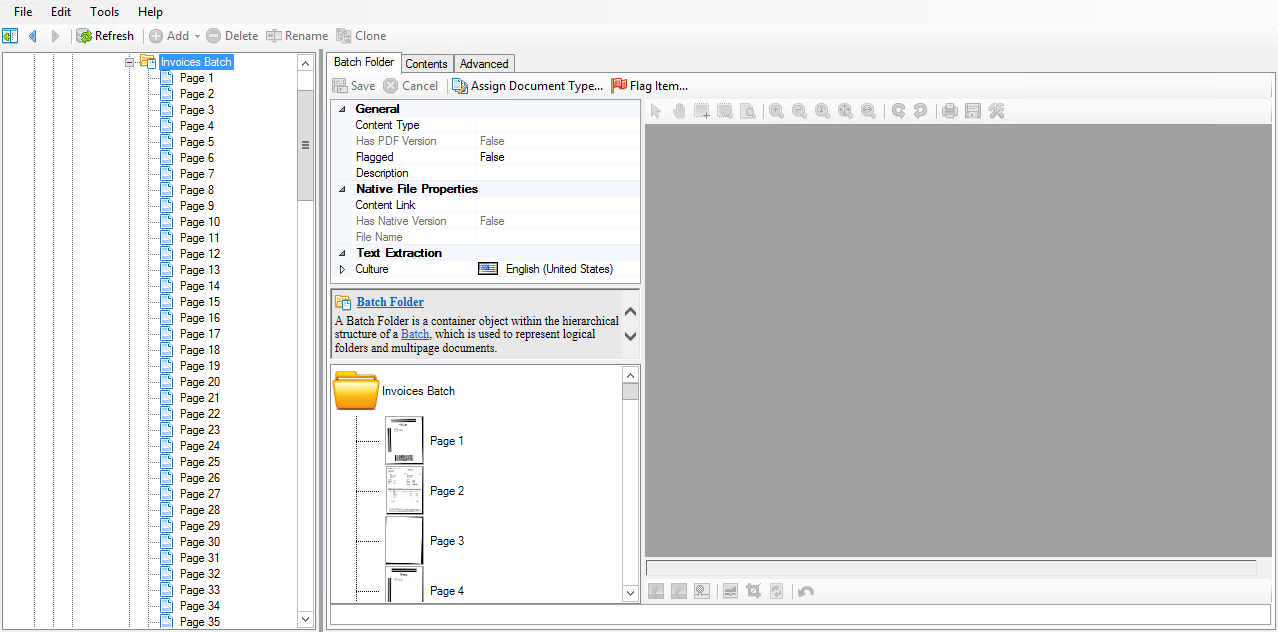 File Edit Tools Help
Refresh Add Delete Rename Clone
Invoices Batch
Page 1
Page 2
Page 3
Page 4
Page 5
Page 6
Page 7
Page 8
Page 9
Page 10
Page 11
Page 12
Page 13
Page 14
Page 15
Page 16
Page 17
Page 18
Page 19
Page 20
Page 21
Page 22
Page 23
Page 24
Page 25
Page 26
Page 27
Page 28
Page 29
Page 30
Page 31
Page 32
Page 33
Page 34
Page 35
Batch Folder Contents Advanced
Save Cancel Assign Document Type... Flag Item...
General
Content Type
Has PDF Version False
Flagged False
Description
Native File Properties
Content Link
Has Native Version False
File Name
Text Extraction
Culture English (United States)
Batch Folder
A Batch Folder is a container object within the hierarchical
structure of a Batch, which is used to represent logical
folders and multipage documents.
Invoices Batch
Page 1
Page 2
Page 3
Page 4